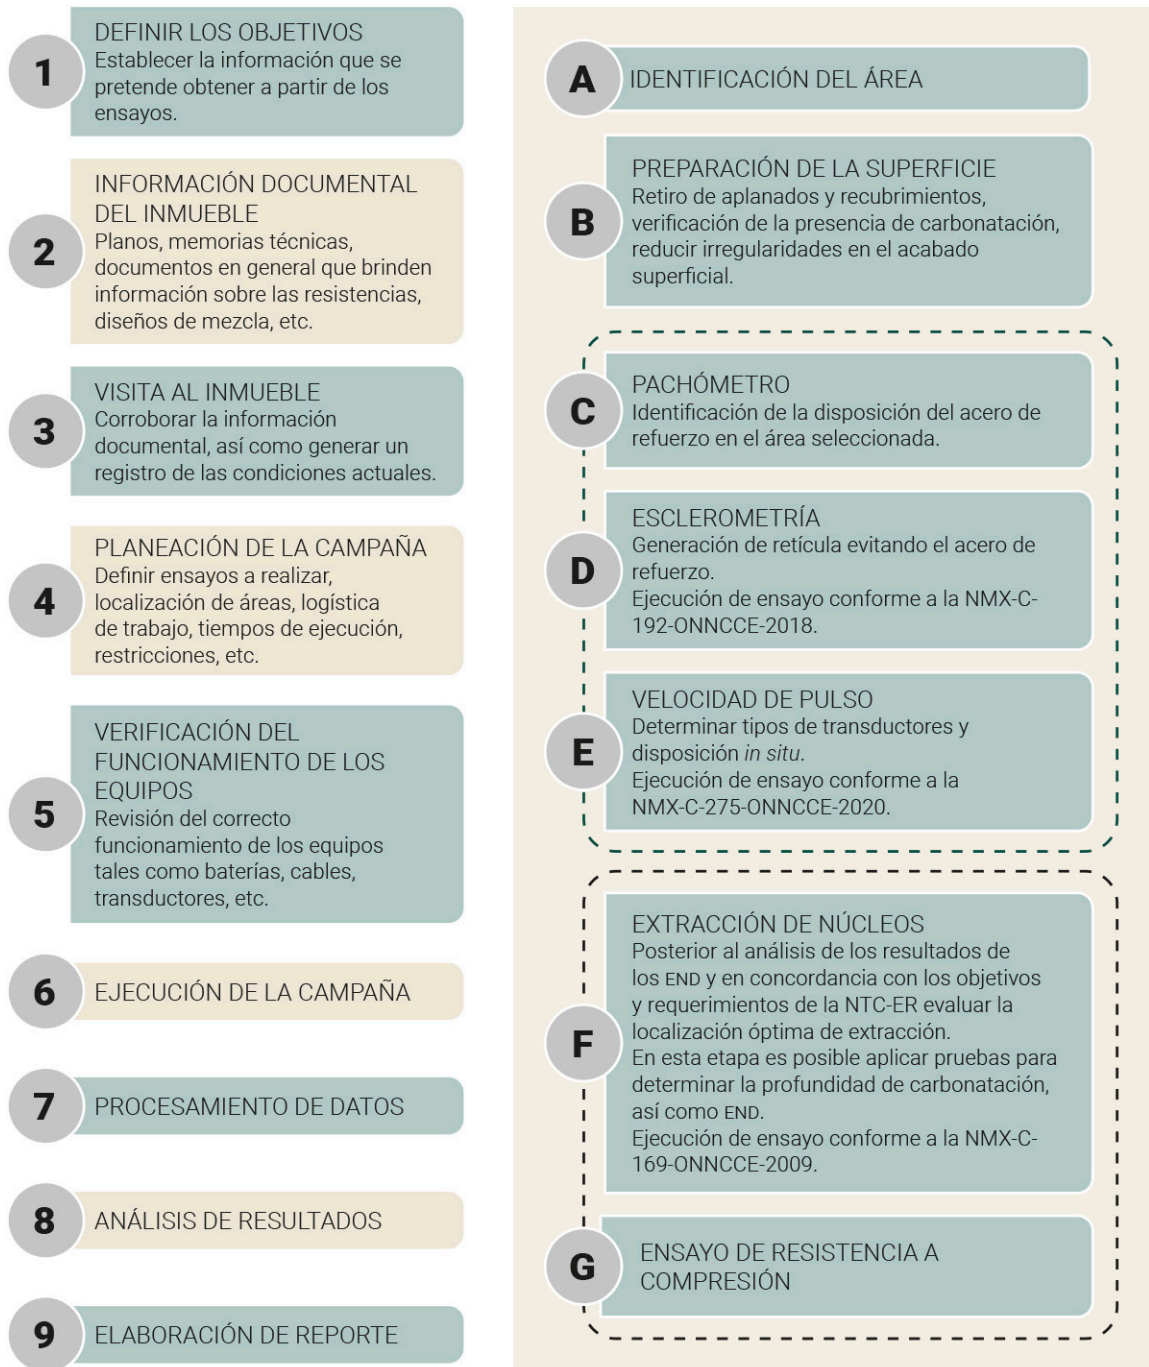 1
DEFINIR LOS OBJETIVOS
Establecer la información que se
pretende obtener a partir de los
ensayos.
2
INFORMACIÓN DOCUMENTAL
DEL INMUEBLE
Planos, memorias técnicas,
documentos en general que brinden
información sobre las resistencias,
diseños de mezcla, etc.
3
VISITA AL INMUEBLE
Corroborar la información
documental, así como generar un
registro de las condiciones actuales.
4
PLANEACIÓN DE LA CAMPAÑA
Definir ensayos a realizar,
localización de áreas, logística
de trabajo, tiempos de ejecución,
restricciones, etc.
5
VERIFICACIÓN DEL
FUNCIONAMIENTO DE LOS
EQUIPOS
Revisión del correcto
funcionamiento de los equipos
tales como baterías, cables,
transductores, etc.
6
EJECUCIÓN DE LA CAMPAÑA
7
PROCESAMIENTO DE DATOS
8
ANÁLISIS DE RESULTADOS
9
ELABORACIÓN DE REPORTE
A
IDENTIFICACIÓN DEL ÁREA
B
PREPARACIÓN DE LA SUPERFICIE
Retiro de aplanados y recubrimientos,
verificación de la presencia de carbonatación,
reducir irregularidades en el acabado
superficial.
C
PACHÓMETRO
Identificación de la disposición del acero de
refuerzo en el área seleccionada.
D
ESCLEROMETRÍA
Generación de retícula evitando el acero de
refuerzo.
Ejecución de ensayo conforme a la NMX-C-
192-ONNCCE-2018.
E
VELOCIDAD DE PULSO
Determinar tipos de transductores y
disposición in situ.
Ejecución de ensayo conforme a la
NMX-C-275-ONNCCE-2020.
F
EXTRACCIÓN DE NÚCLEOS
Posterior al análisis de los resultados de
los END y en concordancia con los objetivos
y requerimientos de la NTC-ER evaluar la
localización óptima de extracción.
En esta etapa es posible aplicar pruebas para
determinar la profundidad de carbonatación,
así como END.
Ejecución de ensayo conforme a la NMX-C-
169-ONNCCE-2009.
G
ENSAYO DE RESISTENCIA A
COMPRESIÓN